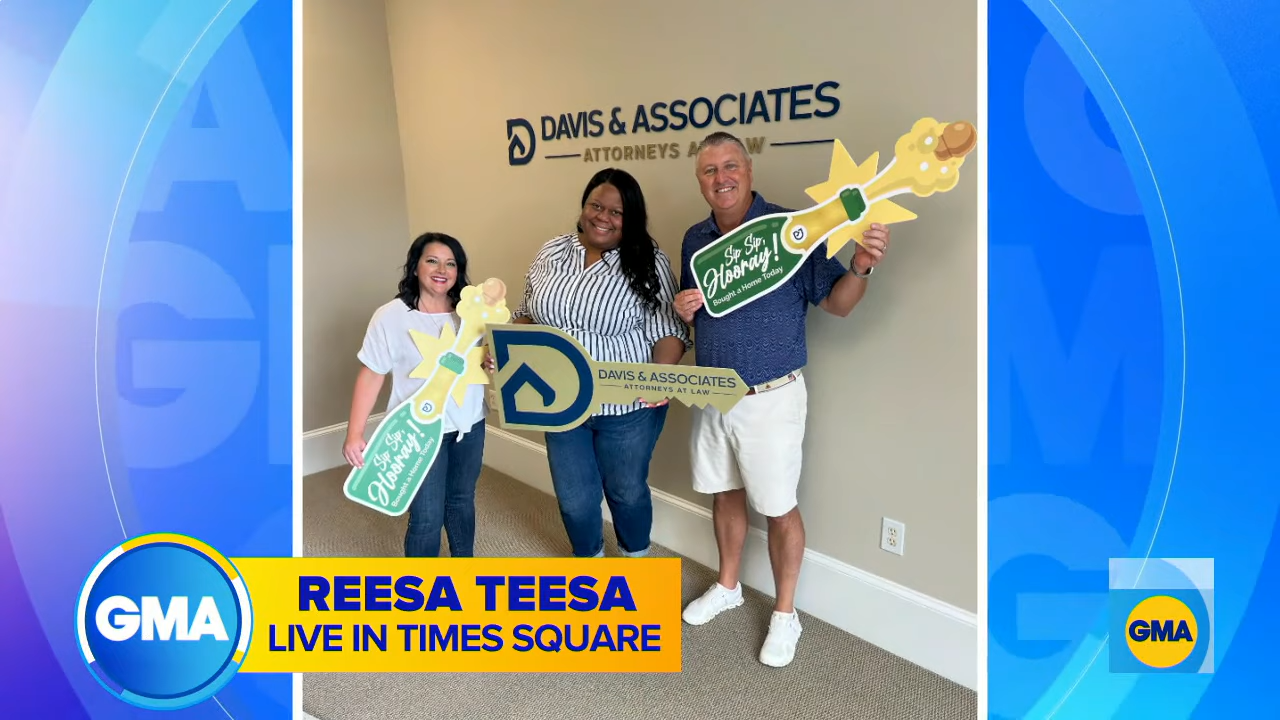 DAVIS & ASSOCIATES
ATTORNEYS AT LAW
Sip Sip,
Hooray!
Bought a Home Today
DAVIS & ASSOCIATES
ATTORNEYS AT LAW
Sip Sip,
Hooray!
Bought a Home Today
GMA
REESA TEESA
LIVE IN TIMES SQUARE
GMA